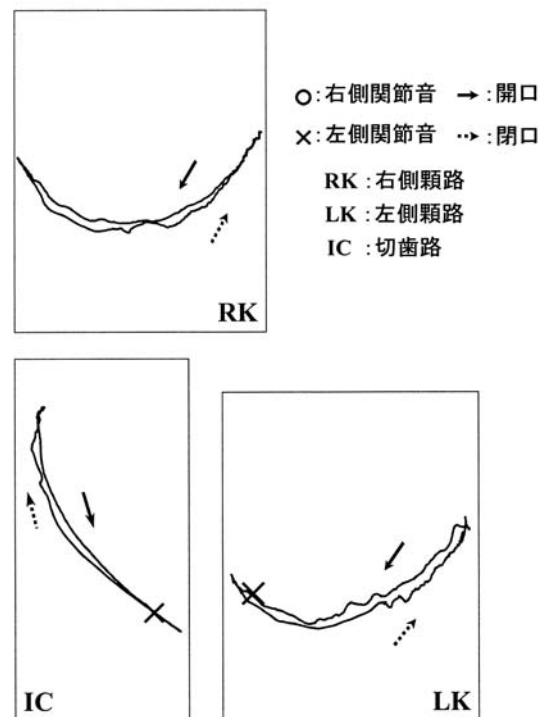 ○:右側関節音 →:開口
×:左側関節音 ⇢:閉口
RK:右側顆路
LK:左側顆路
IC:切歯路
RK
IC
LK